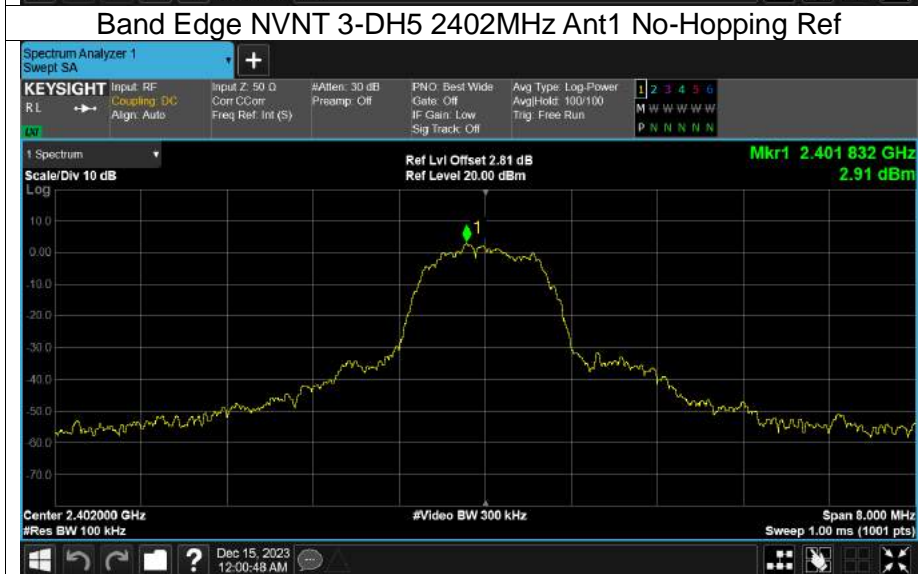 Band Edge NVNT 3-DH5 2402MHz Ant1 No-Hopping Ref
Spectrum Analyzer 1
Swept SA
+
KEYSIGHT Input: RF Input Z: 50 Ω #Atten: 30 dB PNO: Best Wide Avg Type: Log-Power 1 2 3 4 5 6
R L Coupling: DC Corr CCorr Preamp: Off Gate: Off Avg|Hold: 100/100 M W W W W W
Align: Auto Freq Ref: Int (S) IF Gain: Low Trig: Free Run
LXI Sig Track: Off P N N N N N
1 Spectrum Ref Lvl Offset 2.81 dB Mkr1 2.401 832 GHz
Scale/Div 10 dB Ref Level 20.00 dBm 2.91 dBm
Log
10.0
1
0.00
-10.0
-20.0
-30.0
-40.0
-50.0
-60.0
-70.0
Center 2.402000 GHz #Video BW 300 kHz Span 8.000 MHz
#Res BW 100 kHz Sweep 1.00 ms (1001 pts)
? Dec 15, 2023
12:00:48 AM